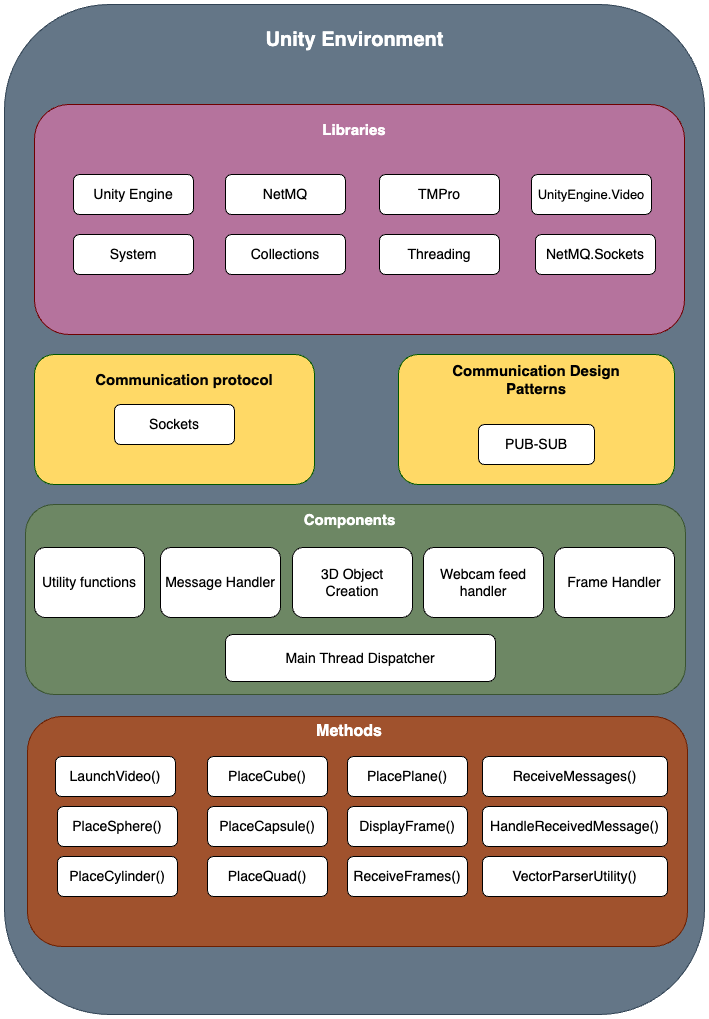 Unity Environment
Libraries
Unity Engine
NetMQ
TMPro
UnityEngine.Video
System
Collections
Threading
NetMQ.Sockets
Communication protocol
Sockets
Communication Design
Patterns
PUB-SUB
Components
Utility functions
Message Handler
3D Object
Creation
Webcam feed
handler
Frame Handler
Main Thread Dispatcher
Methods
LaunchVideo()
PlaceCube()
PlacePlane()
ReceiveMessages()
PlaceSphere()
PlaceCapsule()
DisplayFrame()
HandleReceivedMessage()
PlaceCylinder()
PlaceQuad()
ReceiveFrames()
VectorParserUtility()